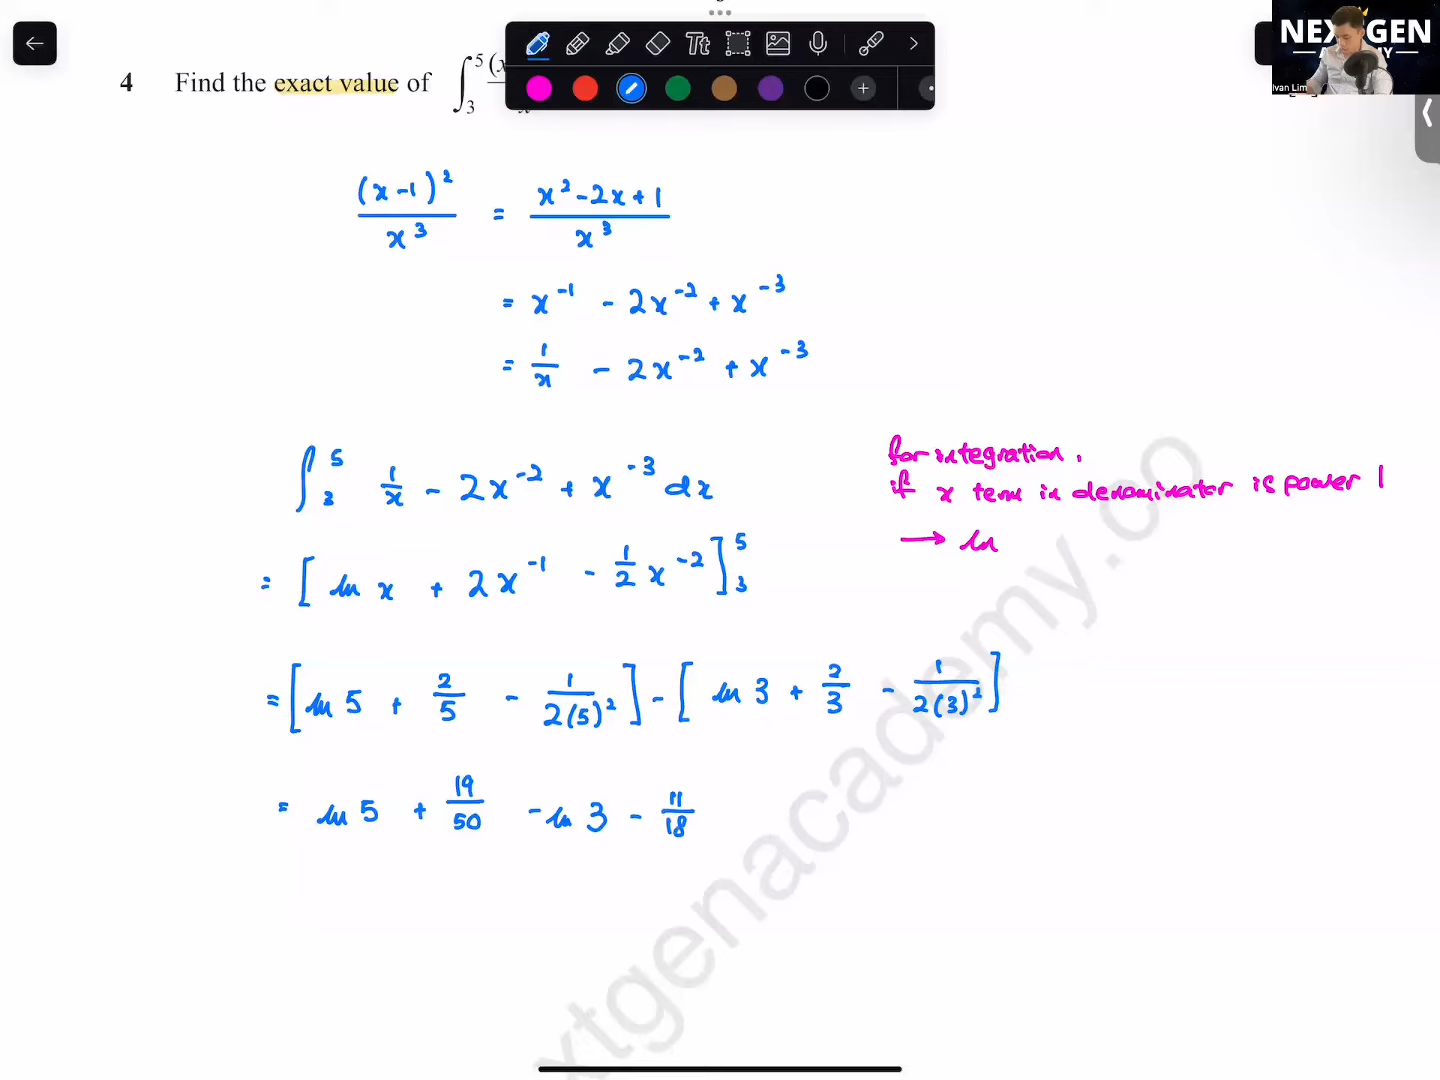 NEXTGEN
Ivan Lim
4 Find the exact value of ∫₃⁵ (x
(x-1)²/x³ = (x²-2x+1)/x³
= x⁻¹ - 2x⁻² + x⁻³
= 1/x - 2x⁻² + x⁻³
∫₃⁵ 1/x - 2x⁻² + x⁻³ dx
for integration,
if x term in denominator is power 1
→ ln
= [ln x + 2x⁻¹ - 1/2 x⁻²]₃⁵
= [ln 5 + 2/5 - 1/2(5)²] - [ln 3 + 2/3 - 1/2(3)²]
= ln 5 + 19/50 - ln 3 - 11/18
xtgenacademy.co